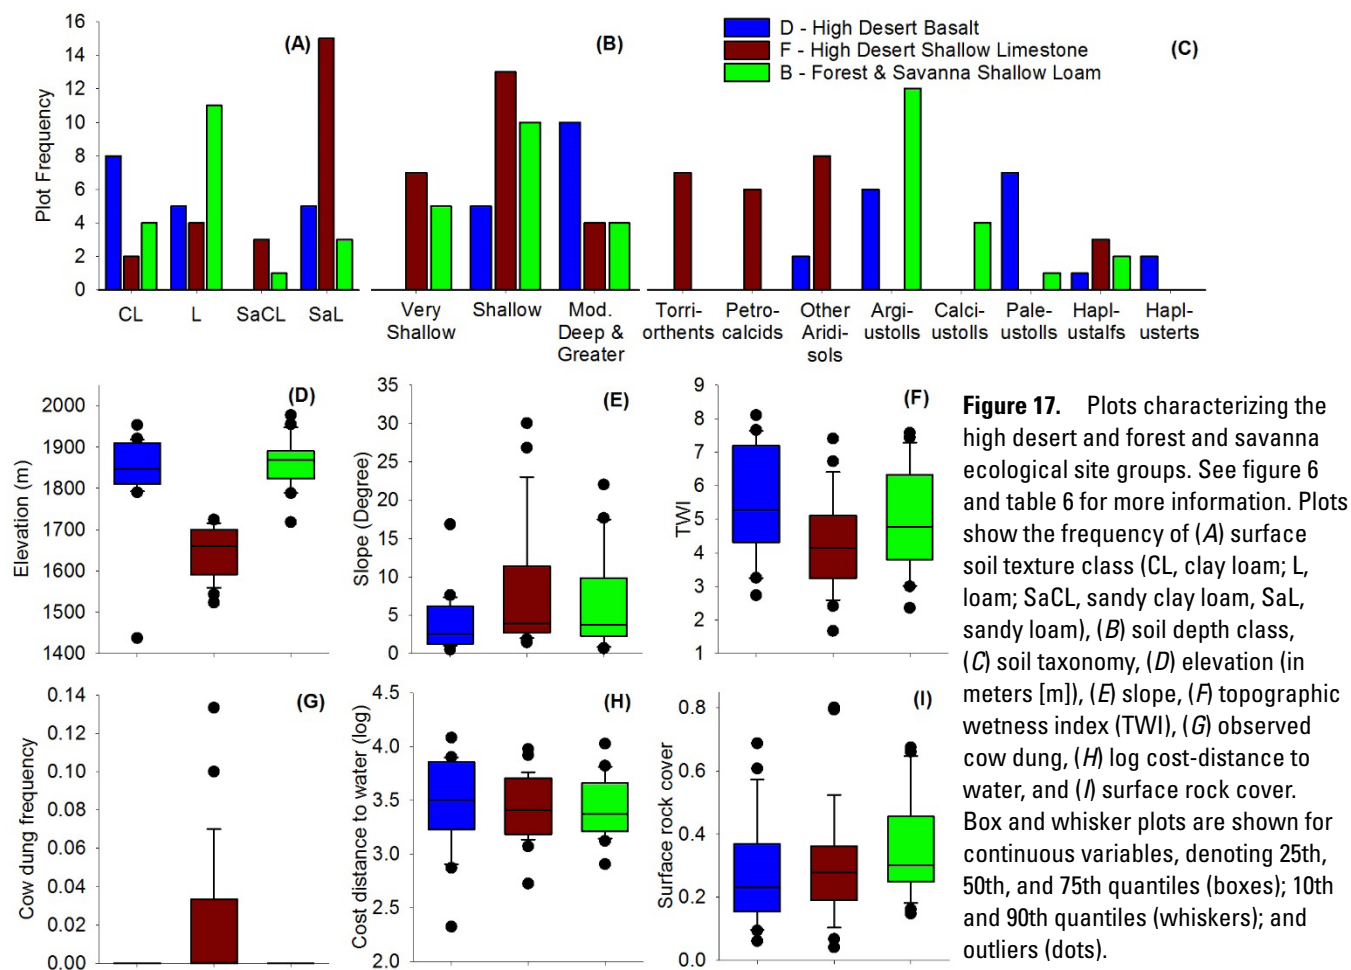 D - High Desert Basalt
F - High Desert Shallow Limestone
B - Forest & Savanna Shallow Loam
(A)
(B)
(C)
Plot Frequency
16
14
12
10
8
6
4
2
0
CL L SaCL SaL
Very Shallow
Shallow
Mod. Deep & Greater
Torri-orthents
Petro-calcids
Other Aridi-sols
Argi-ustolls
Calci-ustolls
Pale-ustolls
Hapl-ustalfs
Hapl-usterts
(D)
Elevation (m)
2000
1900
1800
1700
1600
1500
1400
(E)
Slope (Degree)
35
30
25
20
15
10
5
0
(F)
TWI
9
8
7
6
5
4
3
2
1
(G)
Cow dung frequency
0.14
0.12
0.10
0.08
0.06
0.04
0.02
0.00
(H)
Cost distance to water (log)
4.5
4.0
3.5
3.0
2.5
2.0
(I)
Surface rock cover
0.8
0.6
0.4
0.2
0.0
Figure 17. Plots characterizing the
high desert and forest and savanna
ecological site groups. See figure 6
and table 6 for more information. Plots
show the frequency of (A) surface
soil texture class (CL, clay loam; L,
loam; SaCL, sandy clay loam, SaL,
sandy loam), (B) soil depth class,
(C) soil taxonomy, (D) elevation (in
meters [m]), (E) slope, (F) topographic
wetness index (TWI), (G) observed
cow dung, (H) log cost-distance to
water, and (I) surface rock cover.
Box and whisker plots are shown for
continuous variables, denoting 25th,
50th, and 75th quantiles (boxes); 10th
and 90th quantiles (whiskers); and
outliers (dots).